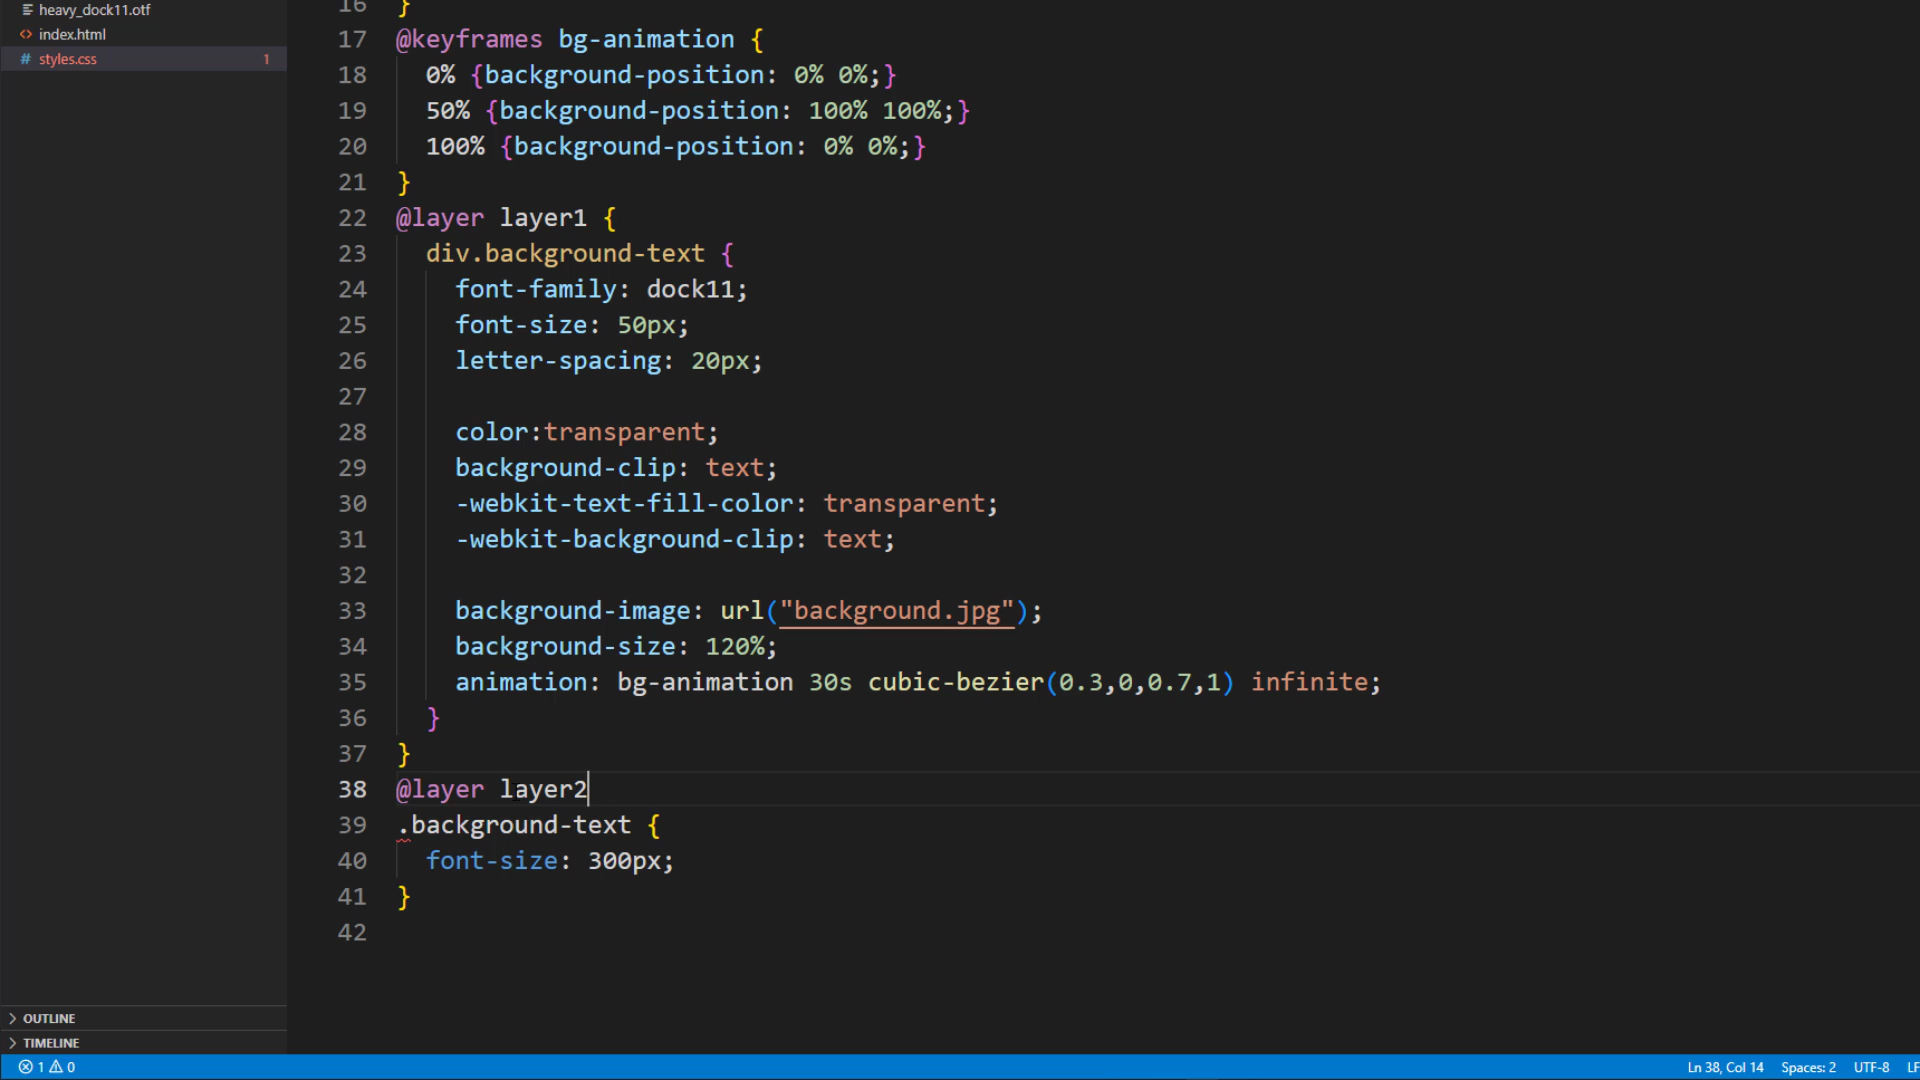 heavy_dock11.otf
index.html
styles.css 1
16 }
17 @keyframes bg-animation {
18 0% {background-position: 0% 0%;}
19 50% {background-position: 100% 100%;}
20 100% {background-position: 0% 0%;}
21 }
22 @layer layer1 {
23 div.background-text {
24 font-family: dock11;
25 font-size: 50px;
26 letter-spacing: 20px;
27
28 color:transparent;
29 background-clip: text;
30 -webkit-text-fill-color: transparent;
31 -webkit-background-clip: text;
32
33 background-image: url("background.jpg");
34 background-size: 120%;
35 animation: bg-animation 30s cubic-bezier(0.3,0,0.7,1) infinite;
36 }
37 }
38 @layer layer2
39 .background-text {
40 font-size: 300px;
41 }
42
OUTLINE
TIMELINE
1 0 Ln 38, Col 14 Spaces: 2 UTF-8 LF